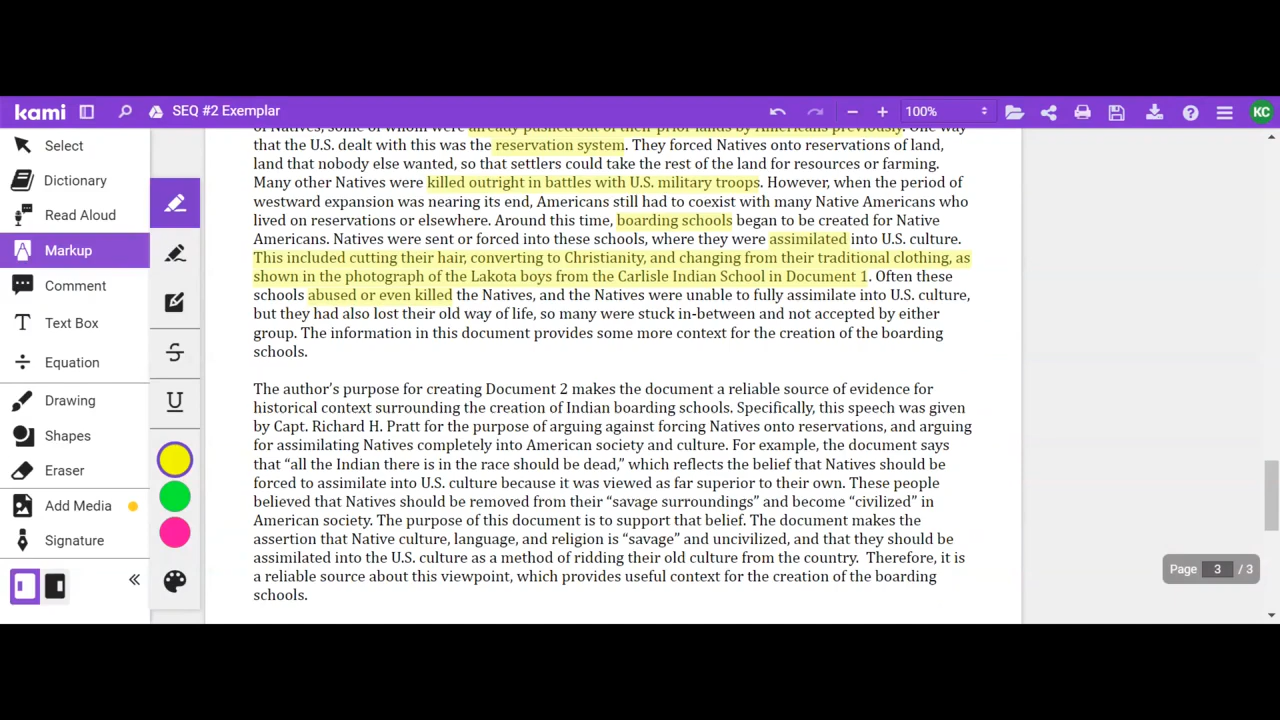 kami
SEQ #2 Exemplar
100%
KC
Select
Dictionary
Read Aloud
Markup
Comment
Text Box
Equation
Drawing
Shapes
Eraser
Add Media
Signature
of Natives, some of whom were already pushed out of their prior lands by Americans previously. One way
that the U.S. dealt with this was the reservation system. They forced Natives onto reservations of land,
land that nobody else wanted, so that settlers could take the rest of the land for resources or farming.
Many other Natives were killed outright in battles with U.S. military troops. However, when the period of
westward expansion was nearing its end, Americans still had to coexist with many Native Americans who
lived on reservations or elsewhere. Around this time, boarding schools began to be created for Native
Americans. Natives were sent or forced into these schools, where they were assimilated into U.S. culture.
This included cutting their hair, converting to Christianity, and changing from their traditional clothing, as
shown in the photograph of the Lakota boys from the Carlisle Indian School in Document 1. Often these
schools abused or even killed the Natives, and the Natives were unable to fully assimilate into U.S. culture,
but they had also lost their old way of life, so many were stuck in-between and not accepted by either
group. The information in this document provides some more context for the creation of the boarding
schools.
The author's purpose for creating Document 2 makes the document a reliable source of evidence for
historical context surrounding the creation of Indian boarding schools. Specifically, this speech was given
by Capt. Richard H. Pratt for the purpose of arguing against forcing Natives onto reservations, and arguing
for assimilating Natives completely into American society and culture. For example, the document says
that “all the Indian there is in the race should be dead,” which reflects the belief that Natives should be
forced to assimilate into U.S. culture because it was viewed as far superior to their own. These people
believed that Natives should be removed from their “savage surroundings” and become “civilized” in
American society. The purpose of this document is to support that belief. The document makes the
assertion that Native culture, language, and religion is “savage” and uncivilized, and that they should be
assimilated into the U.S. culture as a method of ridding their old culture from the country. Therefore, it is
a reliable source about this viewpoint, which provides useful context for the creation of the boarding
schools.
Page 3 / 3